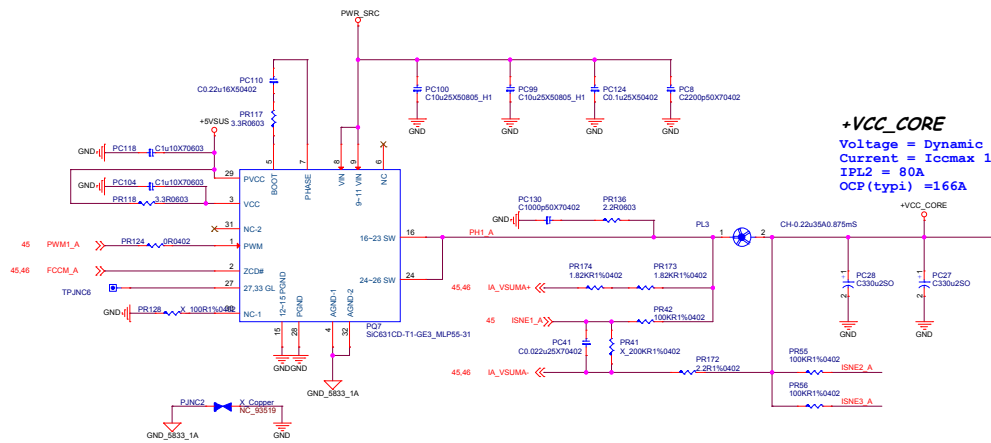 PWR_SRC
PC110
C0.22u16X50402
PR117
3.3R0603
PC100
C10u25X50805_H1
PC99
C10u25X50805_H1
PC124
C0.1u25X50402
PC8
C2200p50X70402
GND
GND
GND
GND
+5VSUS
GND
PC118
C1u10X70603
GND
PC104
C1u10X70603
PR118
3.3R0603
5
7
8
9
6
BOOT
PHASE
VIN
9~11 VIN
NC
29
PVCC
3
VCC
31
NC-2
1
PWM
2
ZCD#
27
27,33 GL
NC-1
16~23 SW
16
24~26 SW
24
12~15 PGND
PGND
AGND-1
AGND-2
15
28
4
32
45
PWM1_A
PR124
0R0402
45,46
FCCM_A
TPJNC6
GND
PR128
X_100R1%0402
PQ7
SiC631CD-T1-GE3_MLP55-31
GND
GND
GND_5833_1A
PJNC2
X_Copper
NC_93519
GND_5833_1A
GND
GND
PC130
C1000p50X70402
PR136
2.2R0603
PH1_A
PL3
CH-0.22u35A0.875mS
1
2
45,46
IA_VSUMA+
PR174
1.82KR1%0402
PR173
1.82KR1%0402
45
ISNE1_A
PR42
100KR1%0402
PC41
C0.022u25X70402
PR41
X_200KR1%0402
45,46
IA_VSUMA-
PR172
2.2R1%0402
PR55
100KR1%0402
ISNE2_A
PR56
100KR1%0402
ISNE3_A
+VCC_CORE
Voltage = Dynamic
Current = Iccmax 1
IPL2 = 80A
OCP(typi) =166A
+VCC_CORE
1
PC28
C330u2SO
2
1
PC27
C330u2SO
2
GND
GND